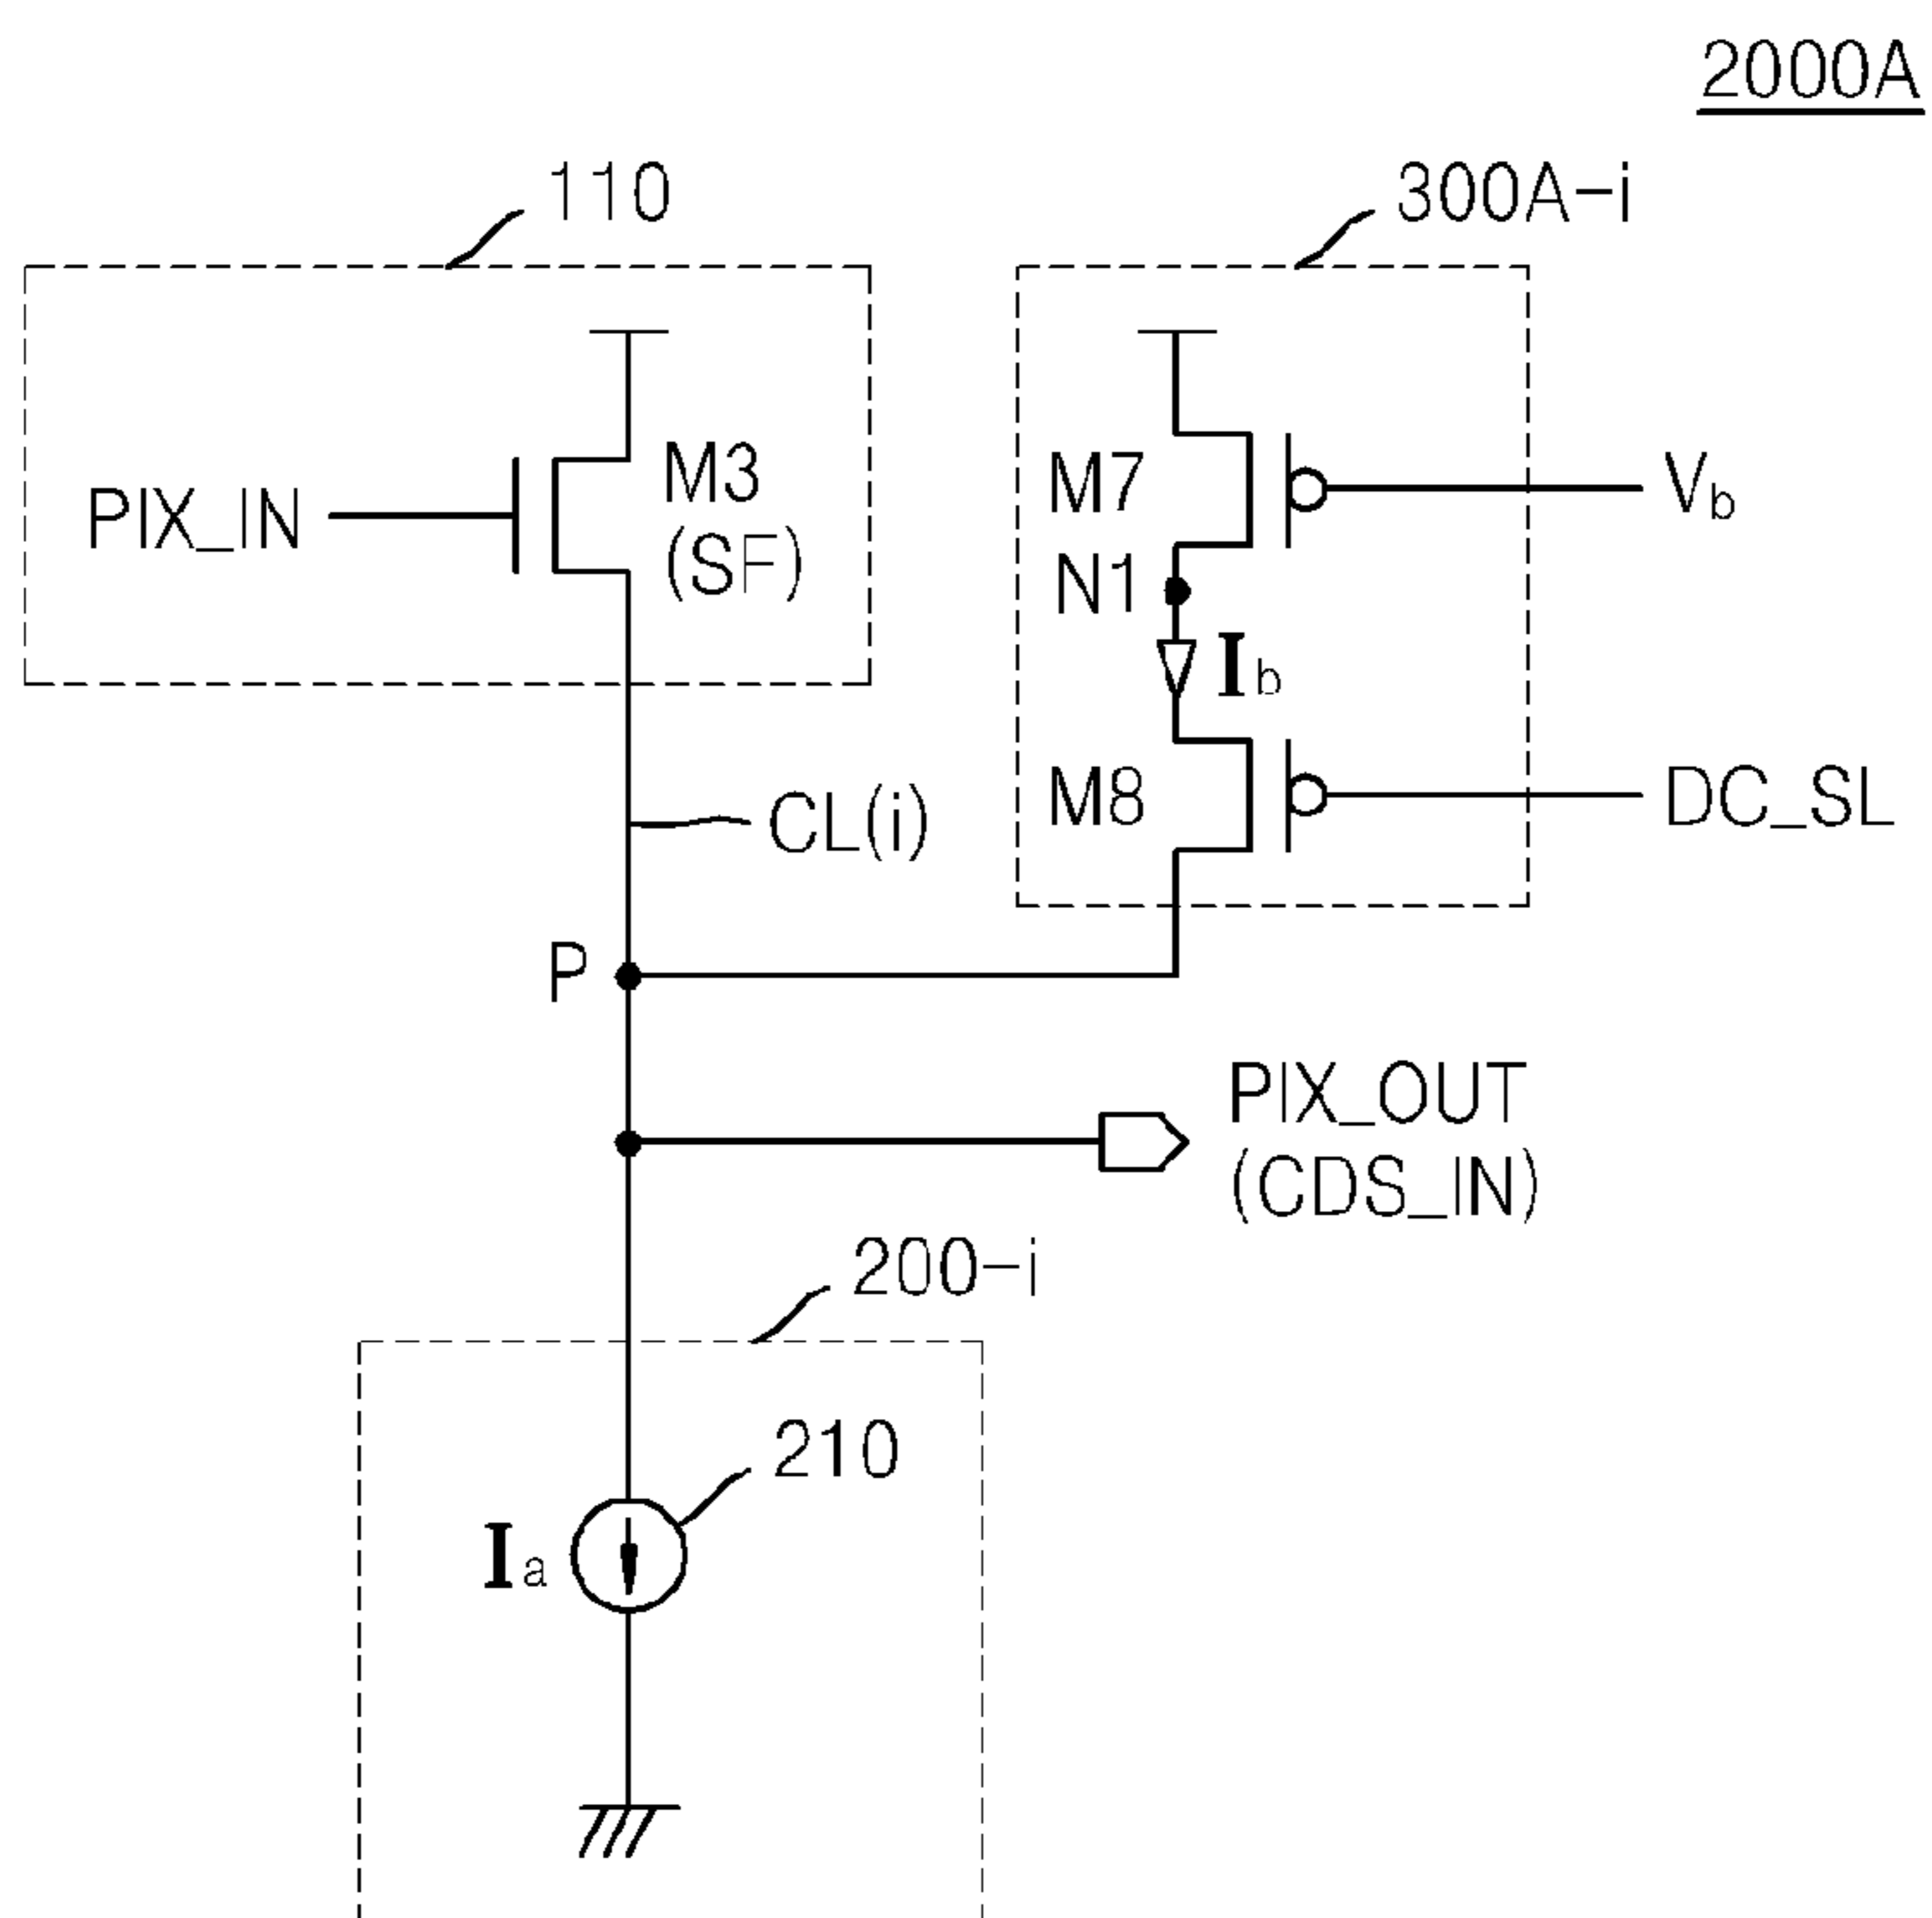 2000A
110
300A-i
PIX_IN
M3
(SF)
M7
Vb
N1
Ib
M8
DC_SL
CL(i)
P
PIX_OUT
(CDS_IN)
200-i
210
Ia